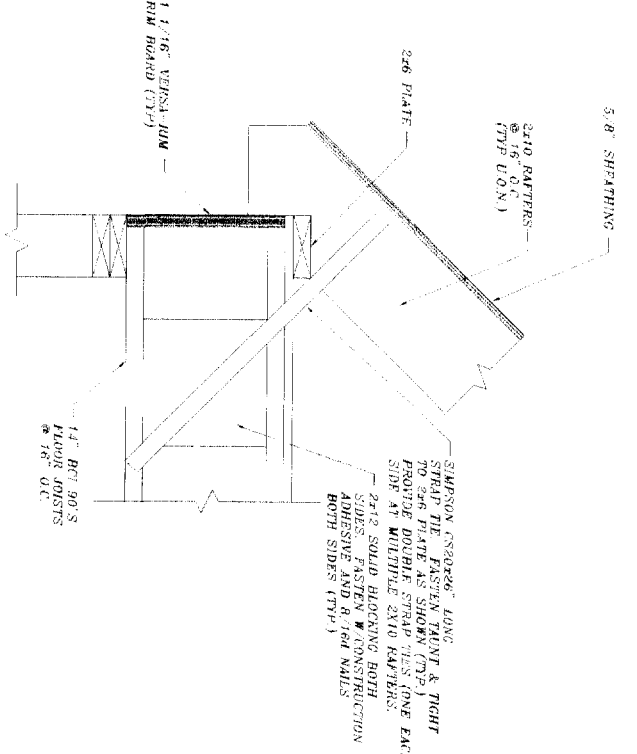 5/8" SHEATHING
2x10 RAFTERS
@ 16" O.C
(TYP U.O.N.)
2x6 PLATE
1 1/16" VERSA-RIM
RIM BOARD (TYP)
SIMPSON CS20x26" LONG
STRAP TIE FASTEN TAUNT & TIGHT
TO 2x6 PLATE AS SHOWN (TYP.)
PROVIDE DOUBLE STRAP TIES (ONE EAC
SIDE AT MULTIPLE 2X10 RAFTERS.
2x12 SOLID BLOCKING BOTH
SIDES. FASTEN W/CONSTRUCTION
ADHESIVE AND 8/16d NAILS
BOTH SIDES (TYP.)
14" BCI 90'S
FLOOR JOISTS
@ 16" O.C